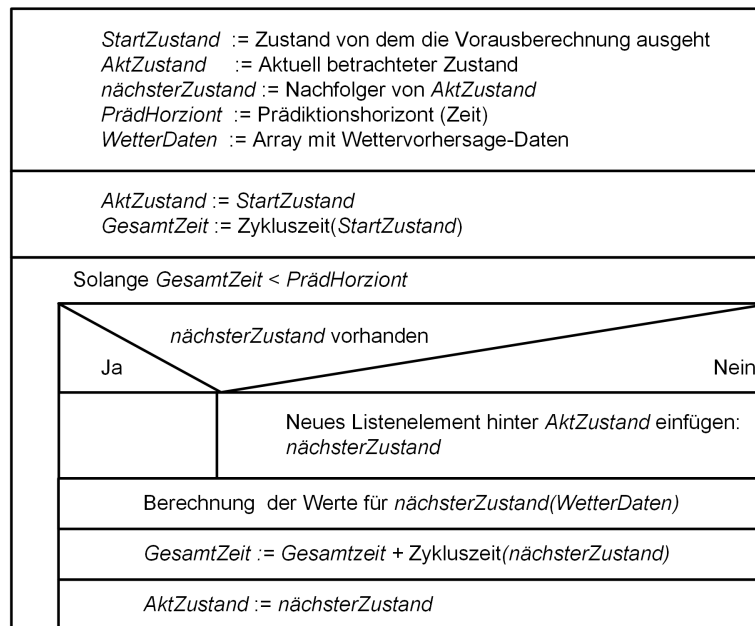 StartZustand := Zustand von dem die Vorausberechnung ausgeht
AktZustand := Aktuell betrachteter Zustand
nächsterZustand := Nachfolger von AktZustand
PrädHorziont := Prädiktionshorizont (Zeit)
WetterDaten := Array mit Wettervorhersage-Daten
AktZustand := StartZustand
GesamtZeit := Zykluszeit(StartZustand)
Solange GesamtZeit < PrädHorziont
nächsterZustand vorhanden
Ja
Nein
Neues Listenelement hinter AktZustand einfügen:
nächsterZustand
Berechnung der Werte für nächsterZustand(WetterDaten)
GesamtZeit := Gesamtzeit + Zykluszeit(nächsterZustand)
AktZustand := nächsterZustand